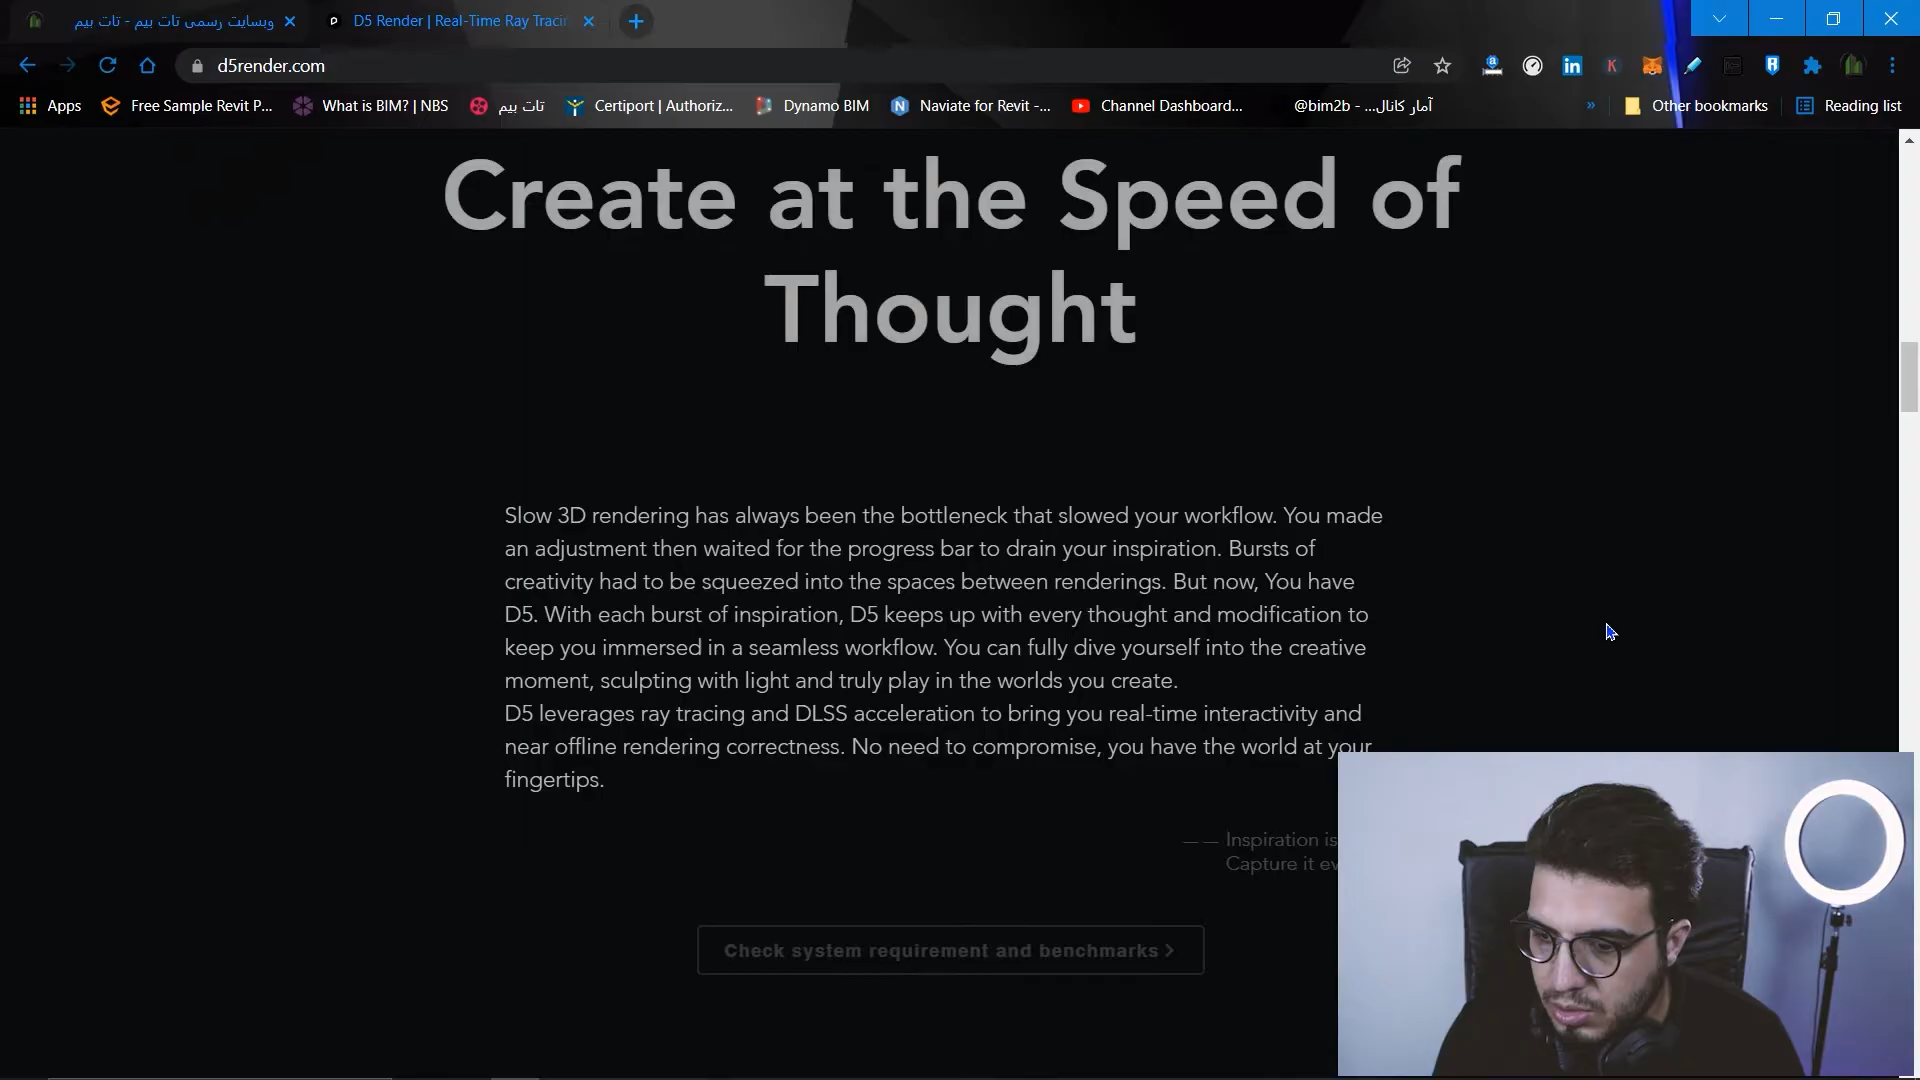 وبسایت رسمی تات بیم - تات بیم
D5 Render | Real-Time Ray Tracin
d5render.com
Apps
Free Sample Revit P...
What is BIM? | NBS
تات بیم
Certiport | Authoriz...
Dynamo BIM
Naviate for Revit -...
Channel Dashboard...
آمار کانال... - @bim2b
»
Other bookmarks
Reading list
Create at the Speed of
Thought
Slow 3D rendering has always been the bottleneck that slowed your workflow. You made
an adjustment then waited for the progress bar to drain your inspiration. Bursts of
creativity had to be squeezed into the spaces between renderings. But now, You have
D5. With each burst of inspiration, D5 keeps up with every thought and modification to
keep you immersed in a seamless workflow. You can fully dive yourself into the creative
moment, sculpting with light and truly play in the worlds you create.
D5 leverages ray tracing and DLSS acceleration to bring you real-time interactivity and
near offline rendering correctness. No need to compromise, you have the world at your
fingertips.
—— Inspiration is
Capture it ev
Check system requirement and benchmarks >